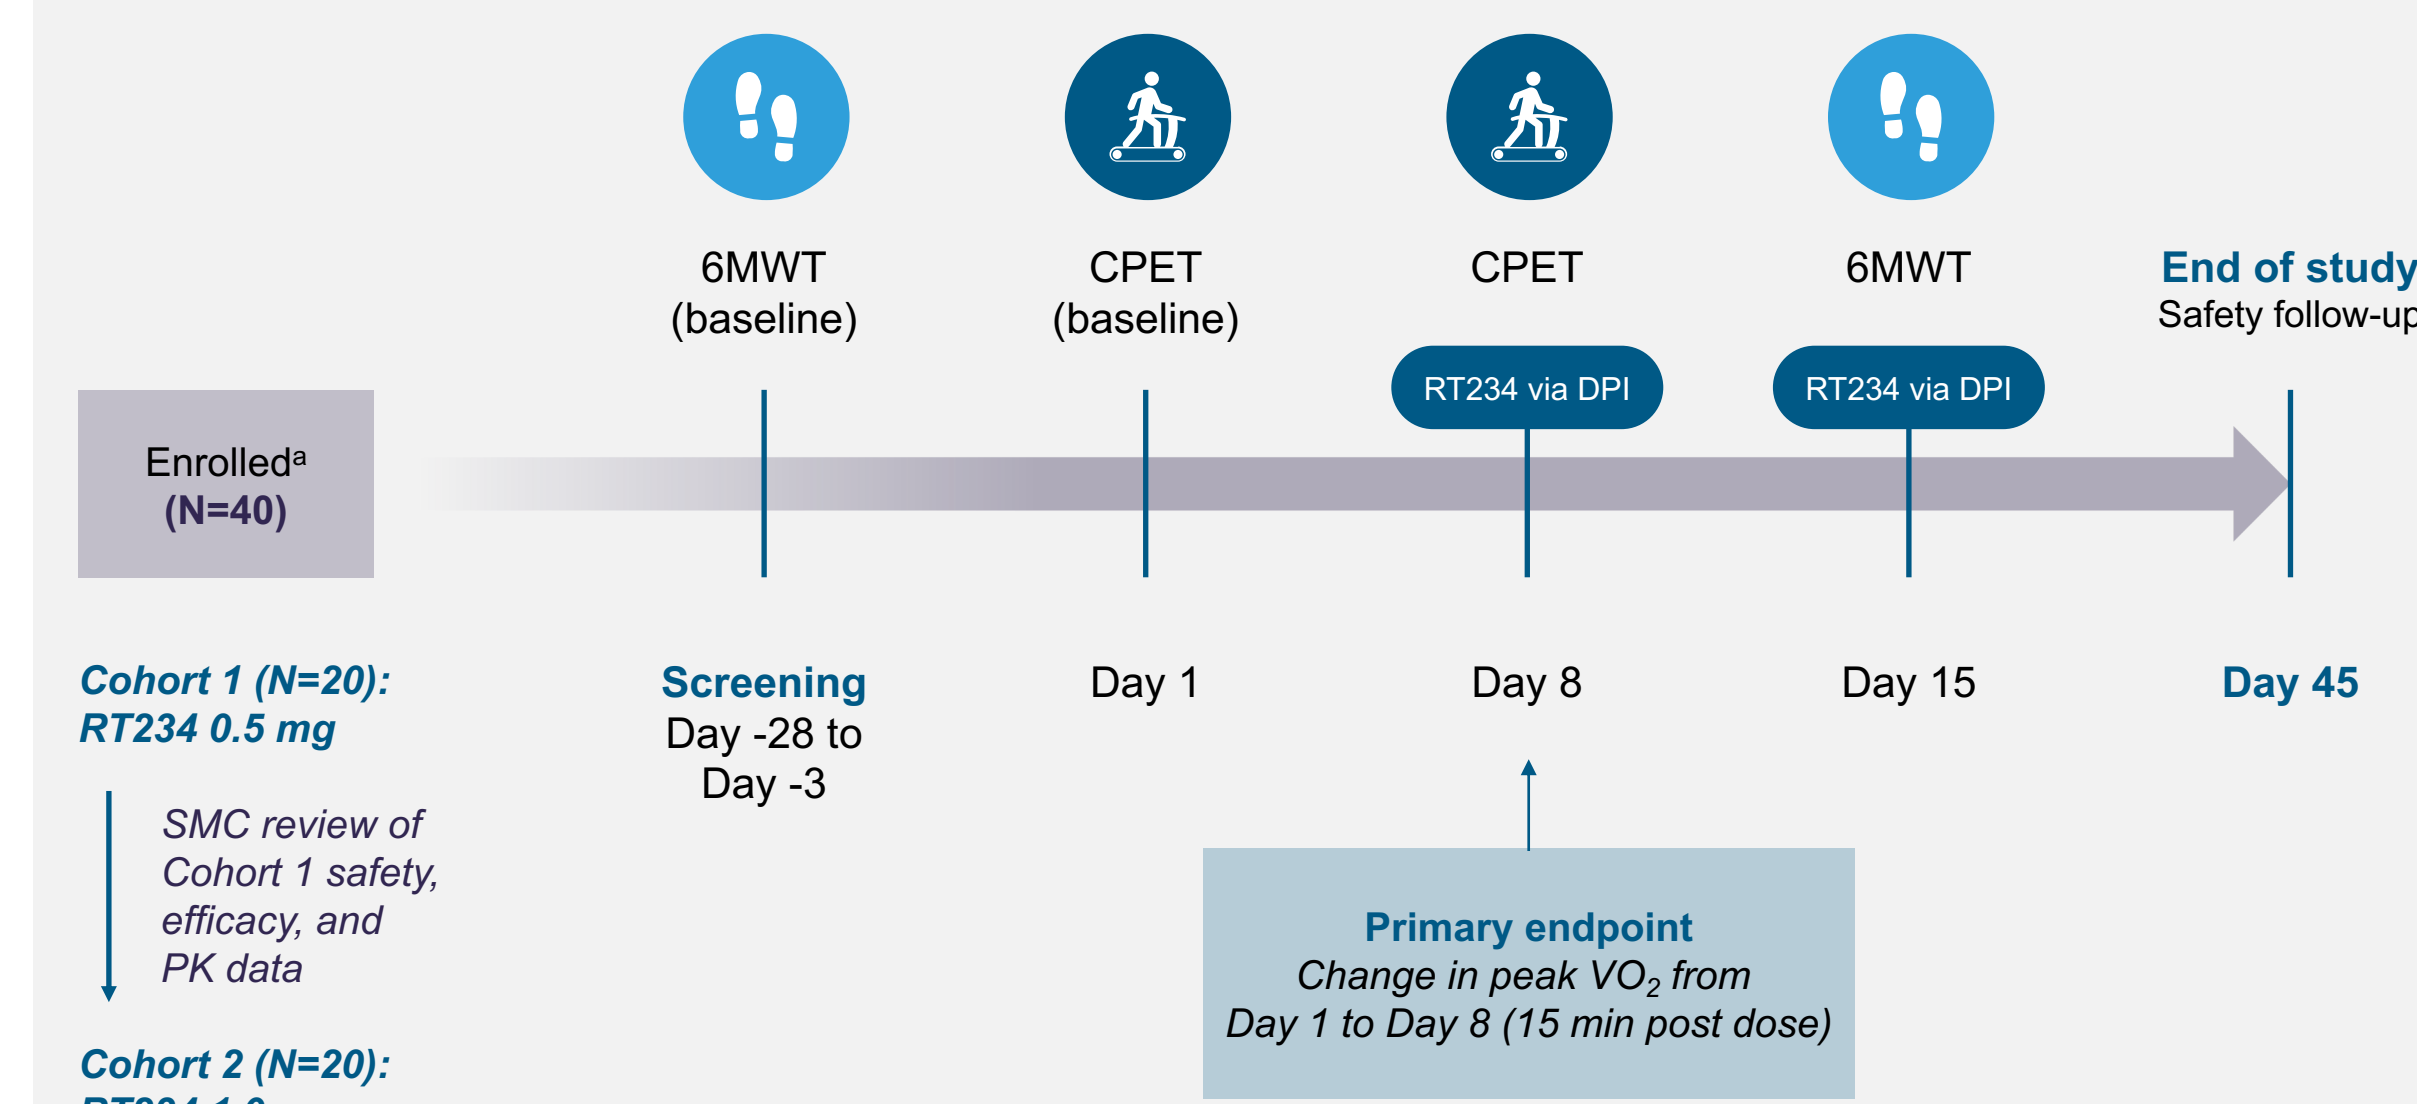 6MWT
(baseline)
CPET
(baseline)
CPET
6MWT
End of study
Safety follow-up
RT234 via DPI
RT234 via DPI
Enrolledᵃ
(N=40)
Cohort 1 (N=20):
RT234 0.5 mg
SMC review of
Cohort 1 safety,
efficacy, and
PK data
Cohort 2 (N=20):
Screening
Day -28 to
Day -3
Day 1
Day 8
Day 15
Day 45
Primary endpoint
Change in peak VO₂ from
Day 1 to Day 8 (15 min post dose)